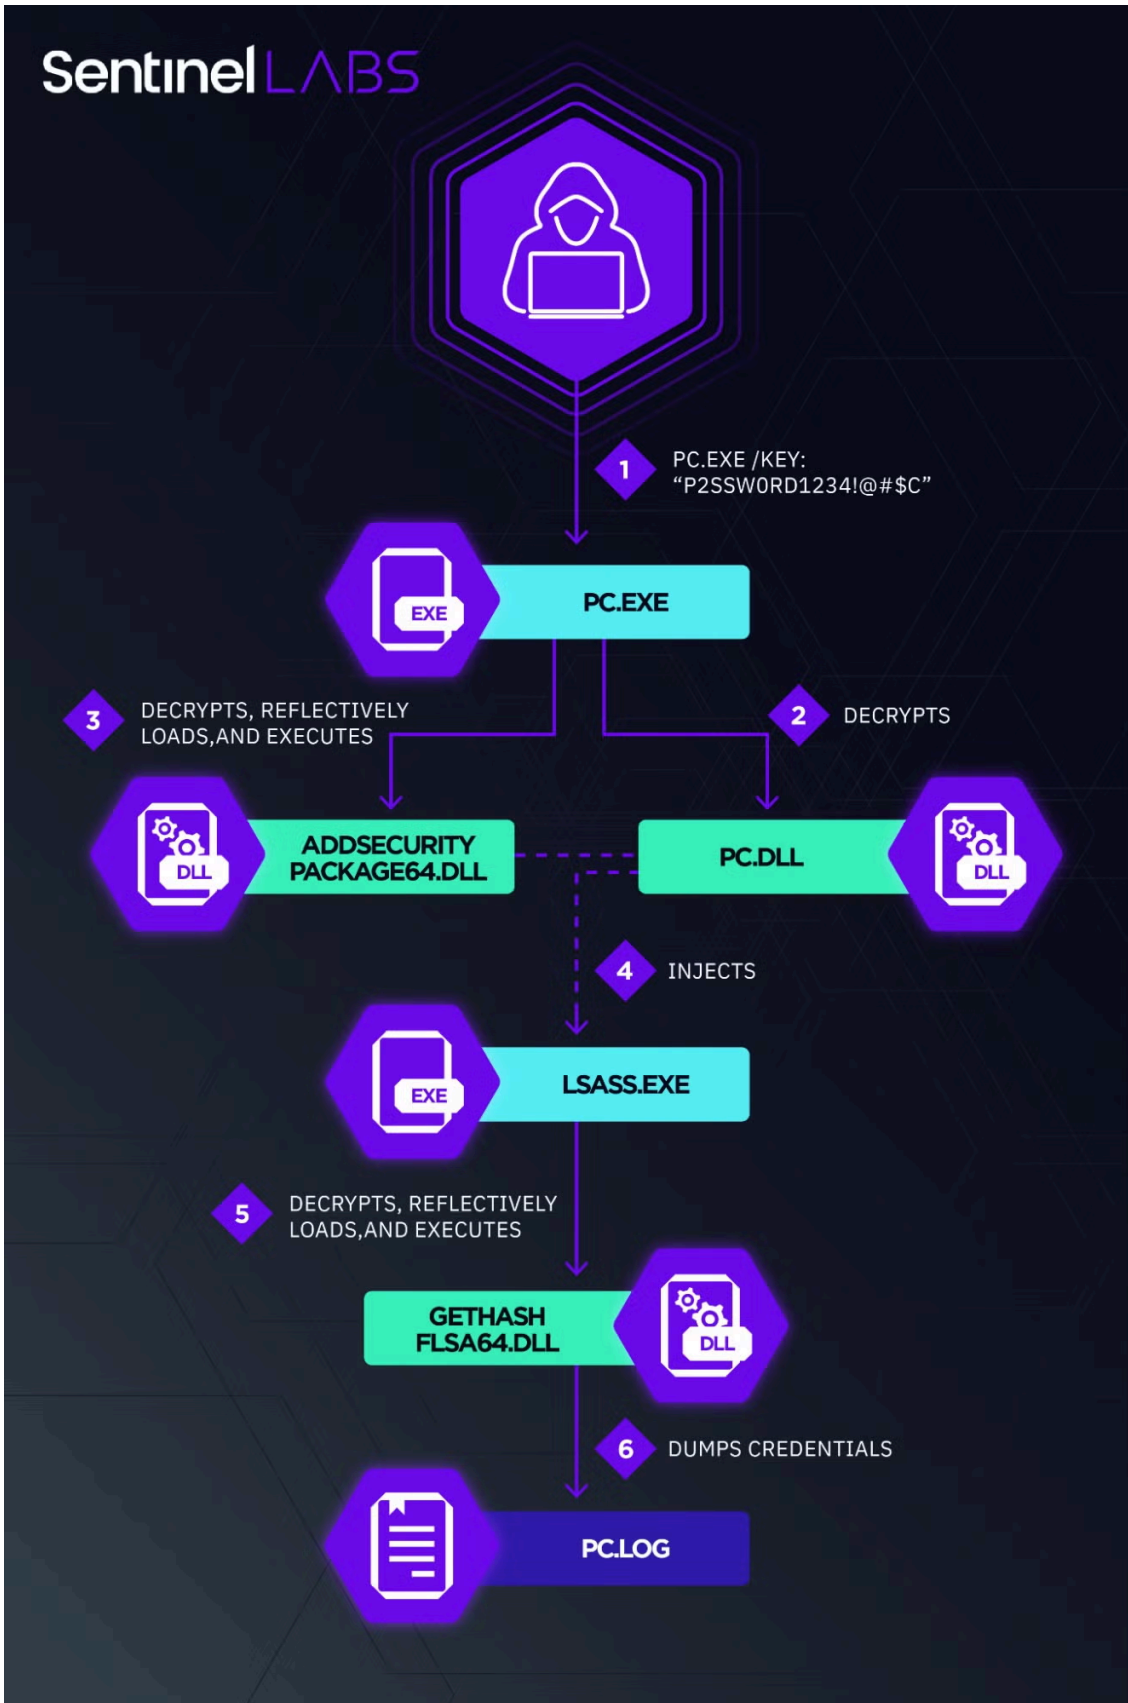 Sentinel LABS
1
PC.EXE /KEY:
“P2SSW0RD1234!@#$C”
EXE
PC.EXE
3
DECRYPTS, REFLECTIVELY
LOADS,AND EXECUTES
2
DECRYPTS
DLL
ADDSECURITY
PACKAGE64.DLL
PC.DLL
DLL
4
INJECTS
EXE
LSASS.EXE
5
DECRYPTS, REFLECTIVELY
LOADS,AND EXECUTES
GETHASH
FLSA64.DLL
DLL
6
DUMPS CREDENTIALS
PC.LOG